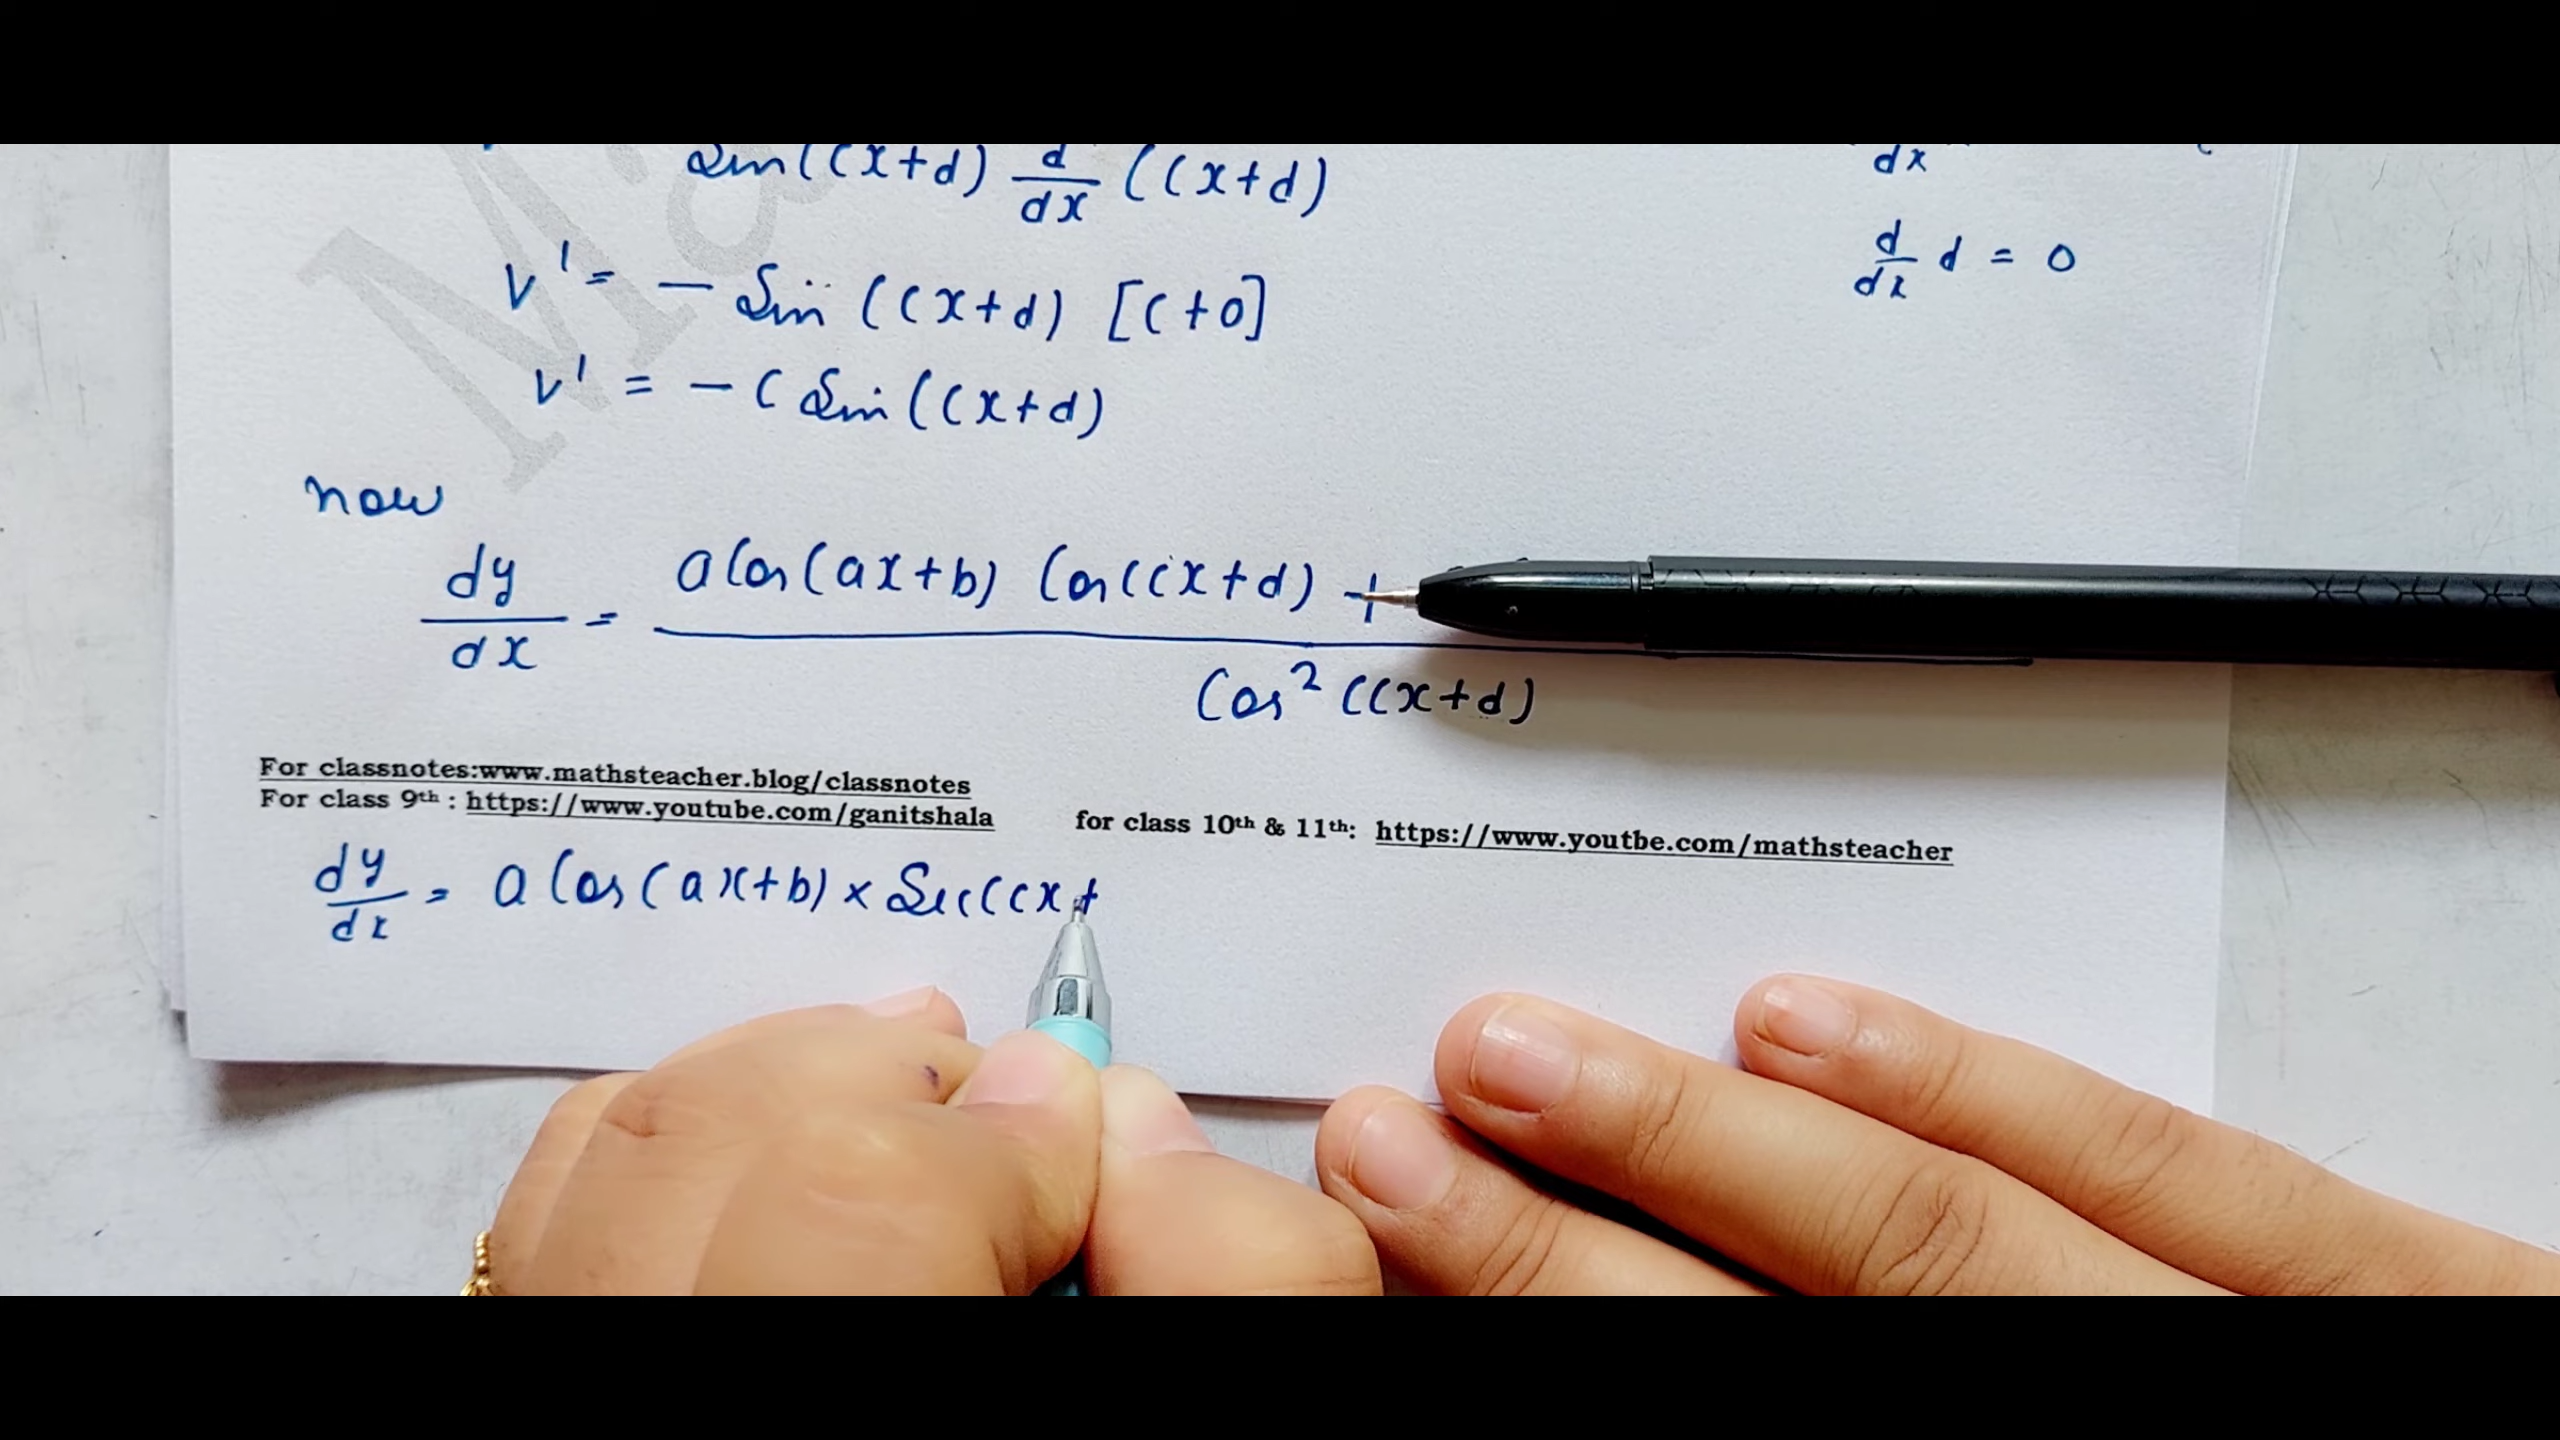 Sin(cx+d) d/dx (cx+d)
dx
d/dx d = 0
v' = - Sin (cx+d) [c+0]
v' = - c Sin (cx+d)
now
dy/dx = a Cos(ax+b) Cos(cx+d) + / Cos² (cx+d)
For classnotes:www.mathsteacher.blog/classnotes
For class 9th : https://www.youtube.com/ganitshala for class 10th & 11th: https://www.youtbe.com/mathsteacher
dy/dx = a Cos(ax+b) × Sec(cx+